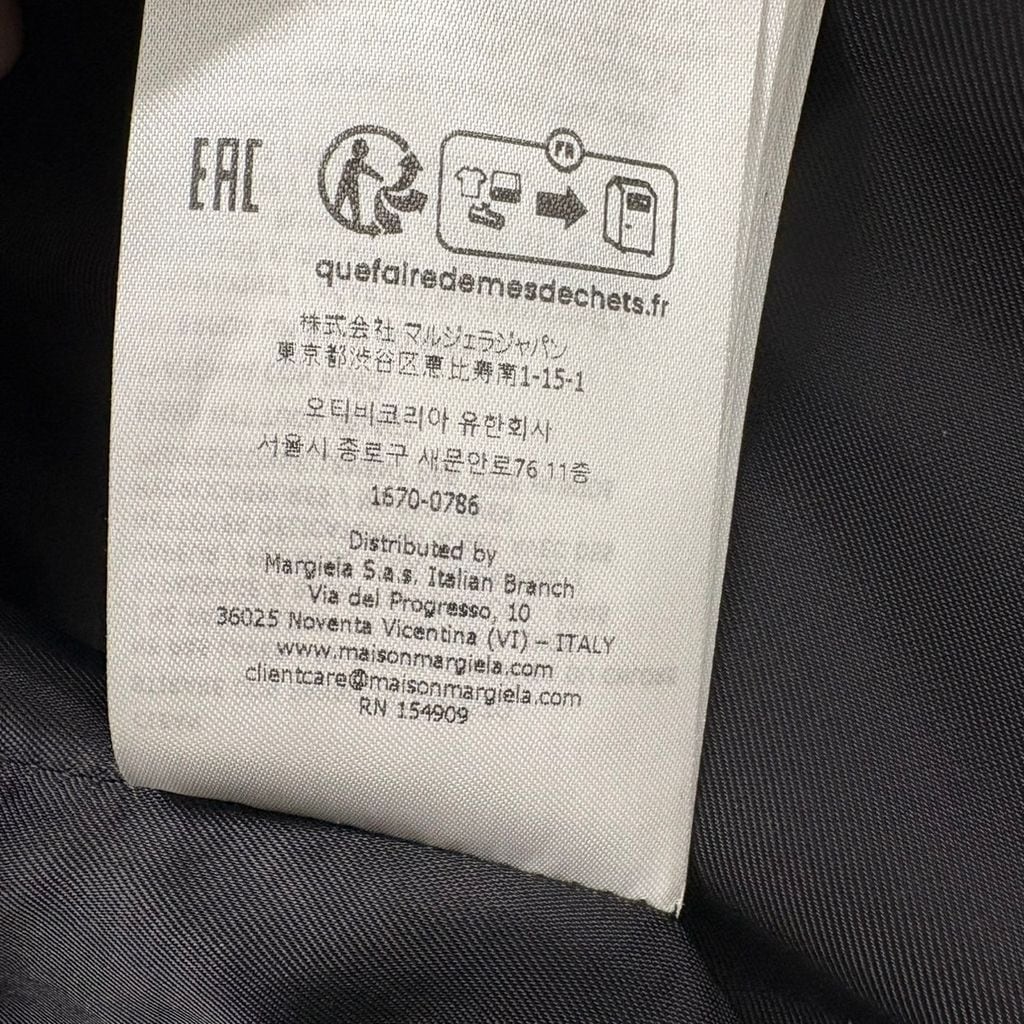 EAC
FR
quefairedemesdechets.fr
株式会社 マルジェラジャパン
東京都渋谷区恵比寿南1-15-1
오티비코리아 유한회사
서울시 종로구 새문안로76 11층
1670-0786
Distributed by
Margiela S.a.s. Italian Branch
Via del Progresso, 10
36025 Noventa Vicentina (VI) – ITALY
www.maisonmargiela.com
clientcare@maisonmargiela.com
RN 154909